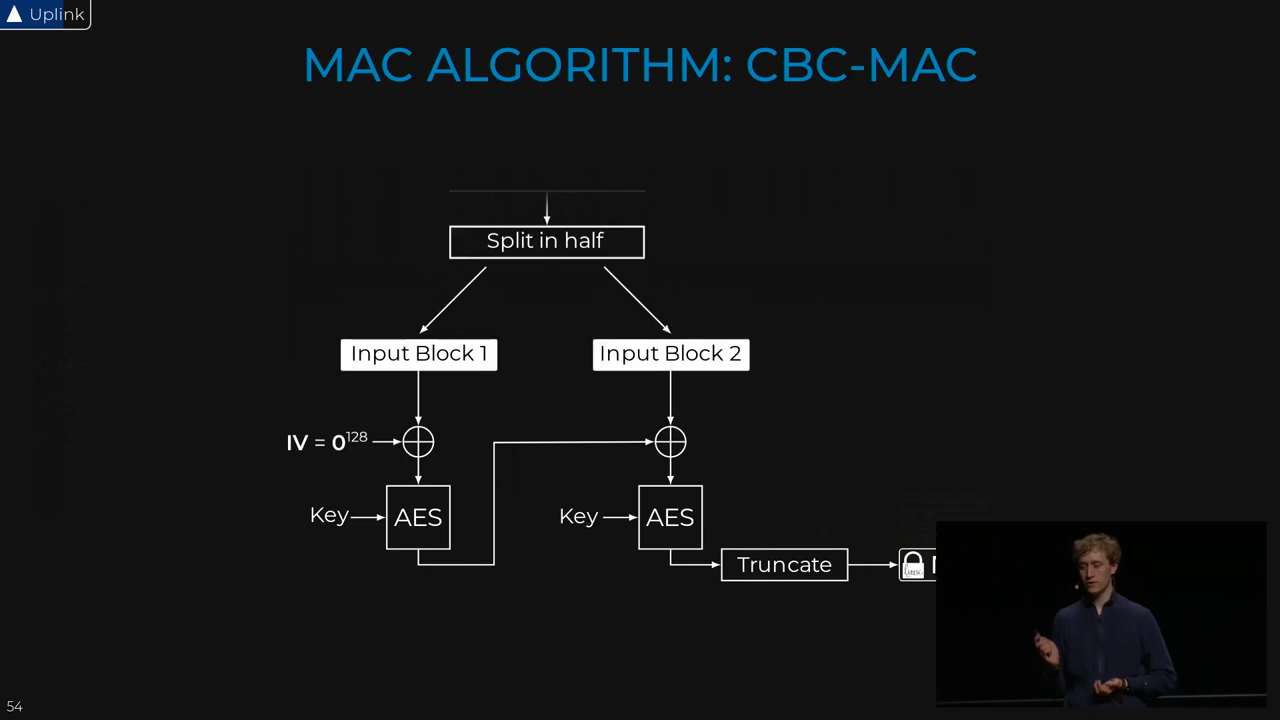 Uplink
MAC ALGORITHM: CBC-MAC
Split in half
Input Block 1
Input Block 2
IV = 0¹²⁸
Key
AES
Key
AES
Truncate
54